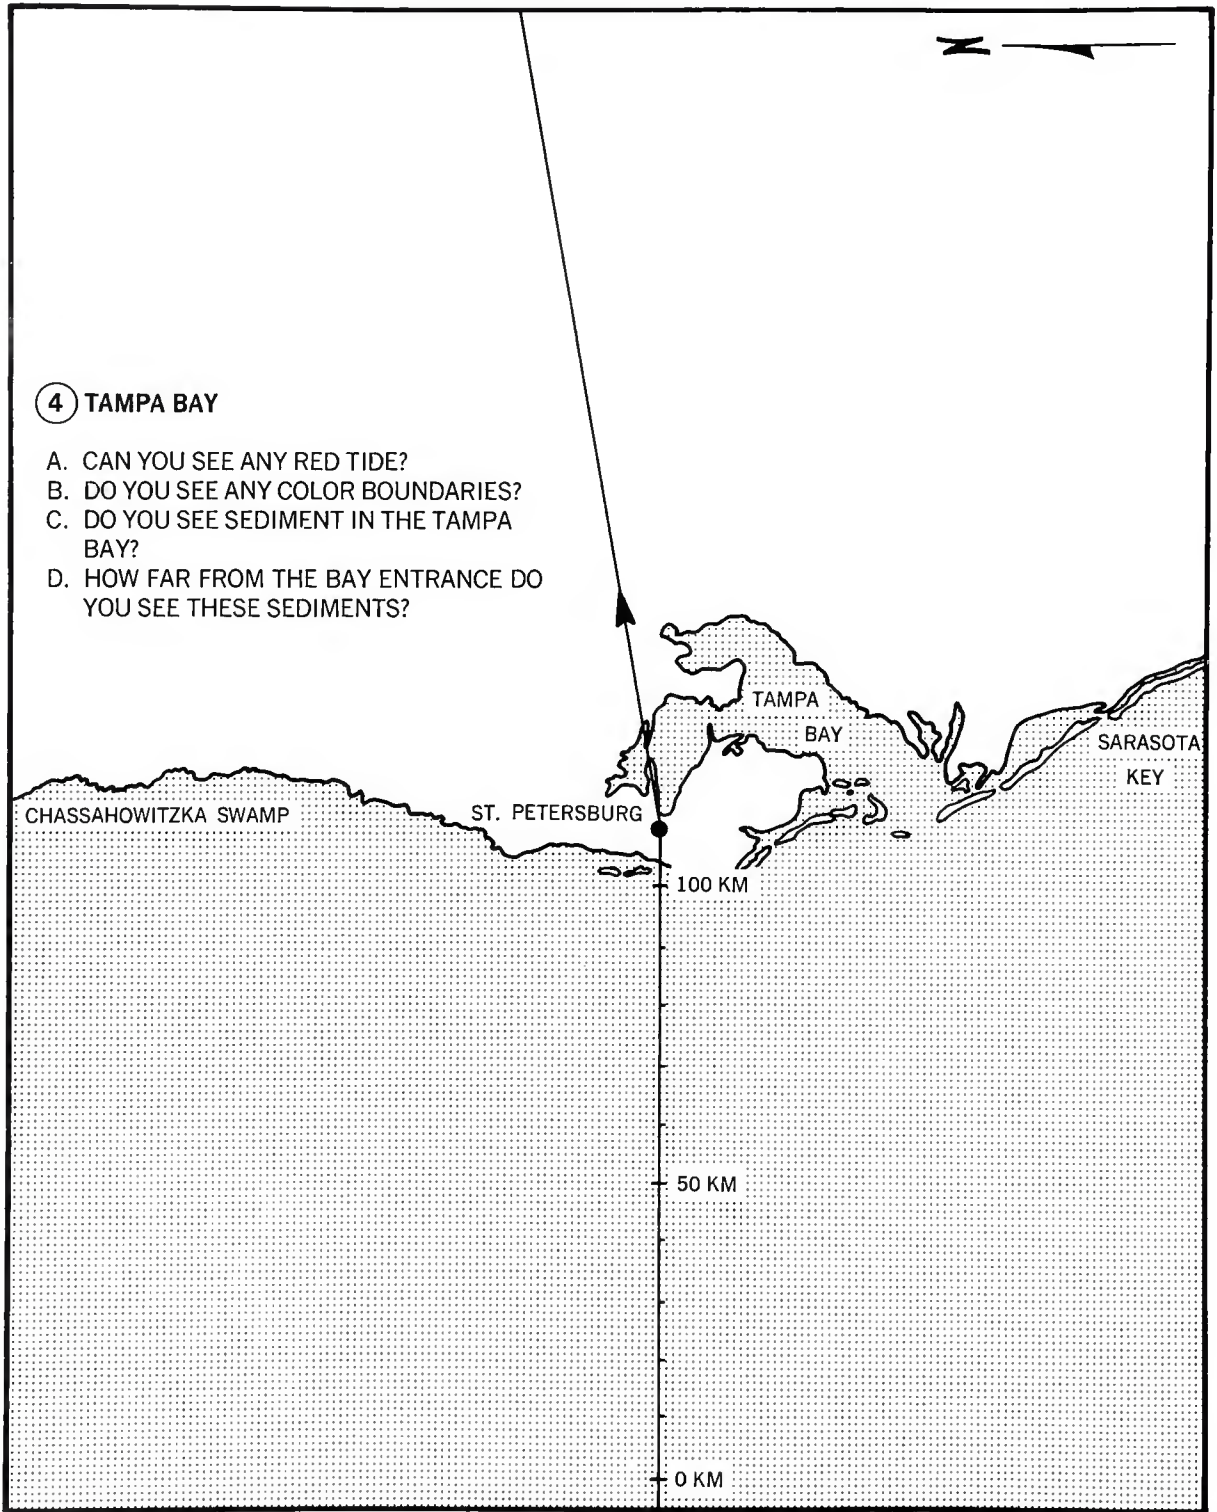 N
4 TAMPA BAY
A. CAN YOU SEE ANY RED TIDE?
B. DO YOU SEE ANY COLOR BOUNDARIES?
C. DO YOU SEE SEDIMENT IN THE TAMPA
BAY?
D. HOW FAR FROM THE BAY ENTRANCE DO
YOU SEE THESE SEDIMENTS?
TAMPA
BAY
SARASOTA
KEY
CHASSAHOWITZKA SWAMP
ST. PETERSBURG
100 KM
50 KM
0 KM